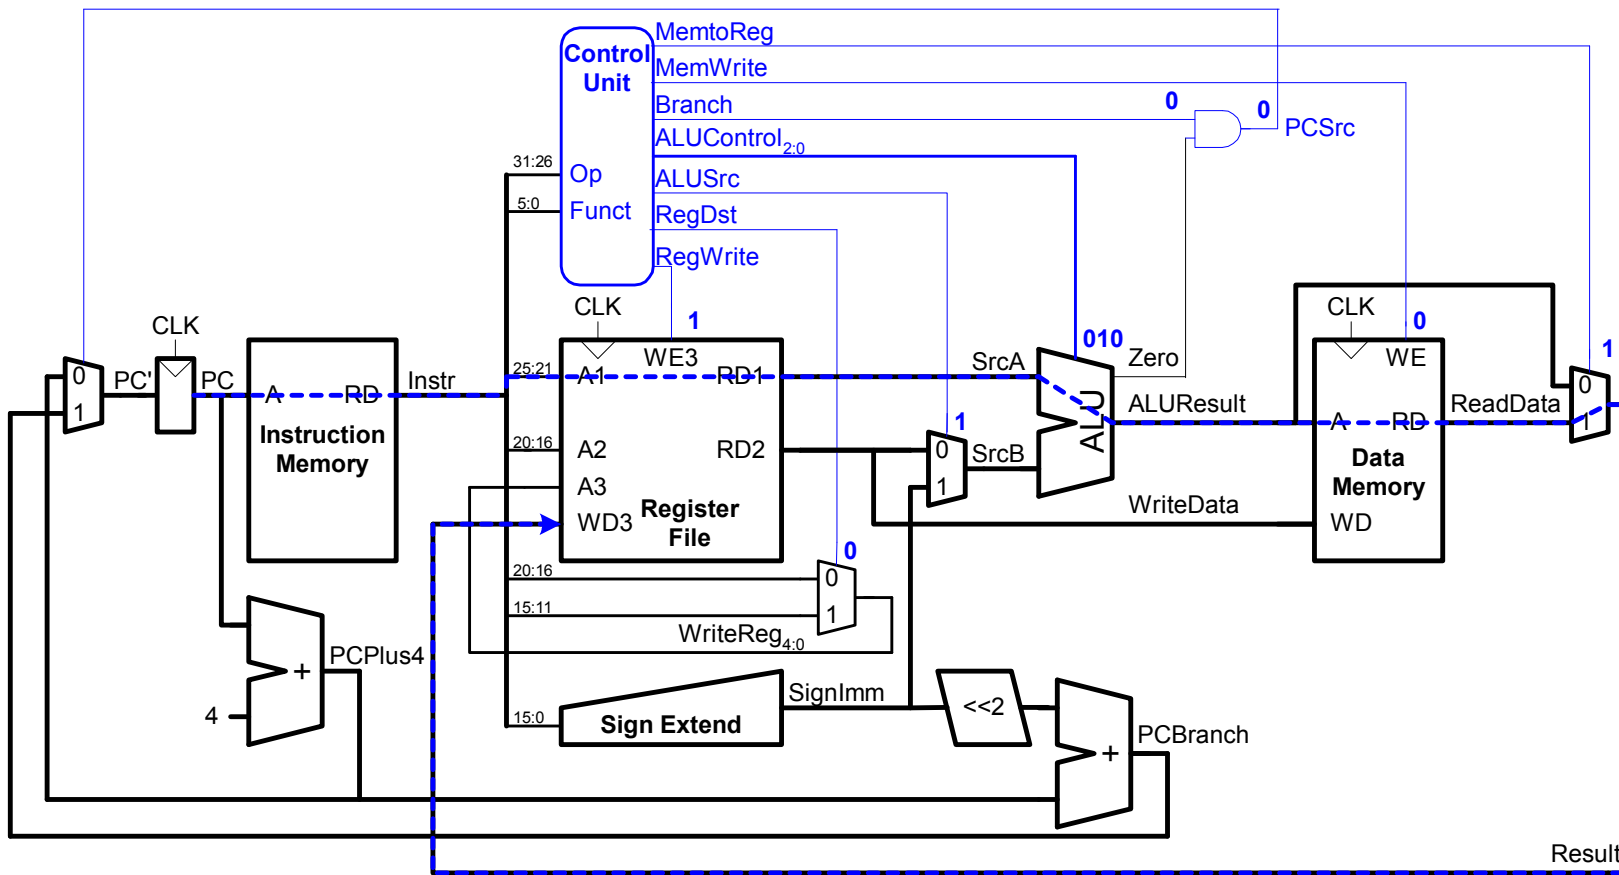 MemtoReg
Control
Unit
MemWrite
Branch
0
0
PCSrc
ALUControl2:0
31:26
Op
ALUSrc
5:0
Funct
RegDst
RegWrite
CLK
CLK
CLK
1
010
0
1
WE3
Zero
WE
0
PC'
PC
A
RD
Instr
25:21
A1
RD1
SrcA
ALU
ALUResult
A
RD
ReadData
0
1
1
Instruction
Memory
20:16
A2
RD2
1
0
SrcB
1
Data
Memory
A3
WD3
Register
File
WriteData
WD
0
20:16
0
15:11
1
WriteReg4:0
PCPlus4
+
4
SignImm
15:0
Sign Extend
<<2
+
PCBranch
Result